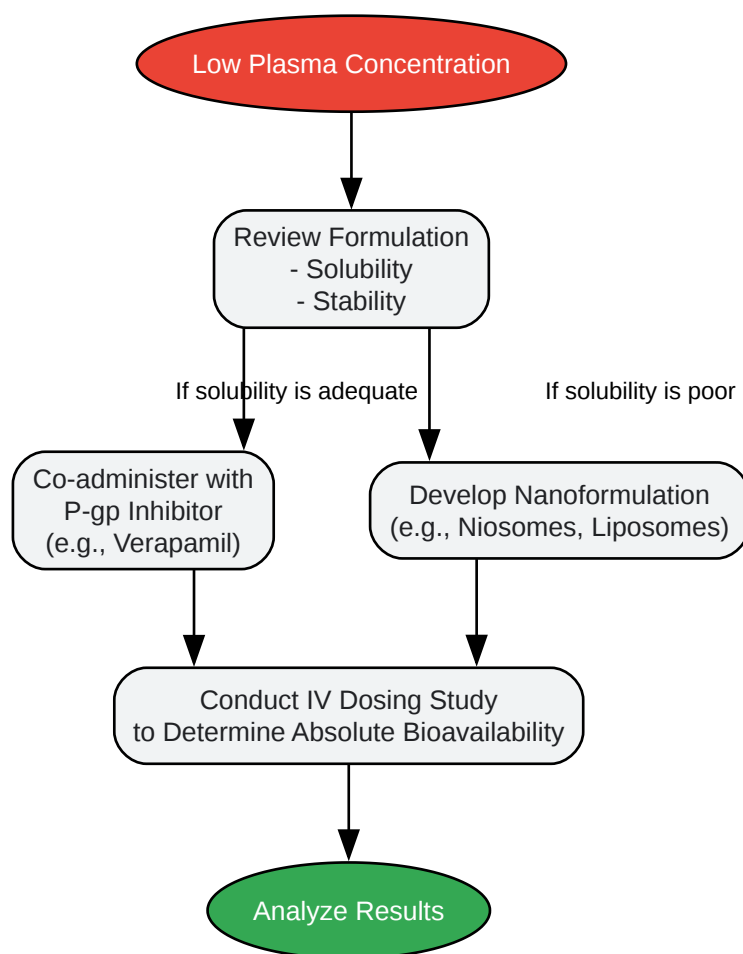 Low Plasma Concentration
Review Formulation
- Solubility
- Stability
If solubility is adequate
If solubility is poor
Co-administer with
P-gp Inhibitor
(e.g., Verapamil)
Develop Nanoformulation
(e.g., Niosomes, Liposomes)
Conduct IV Dosing Study
to Determine Absolute Bioavailability
Analyze Results